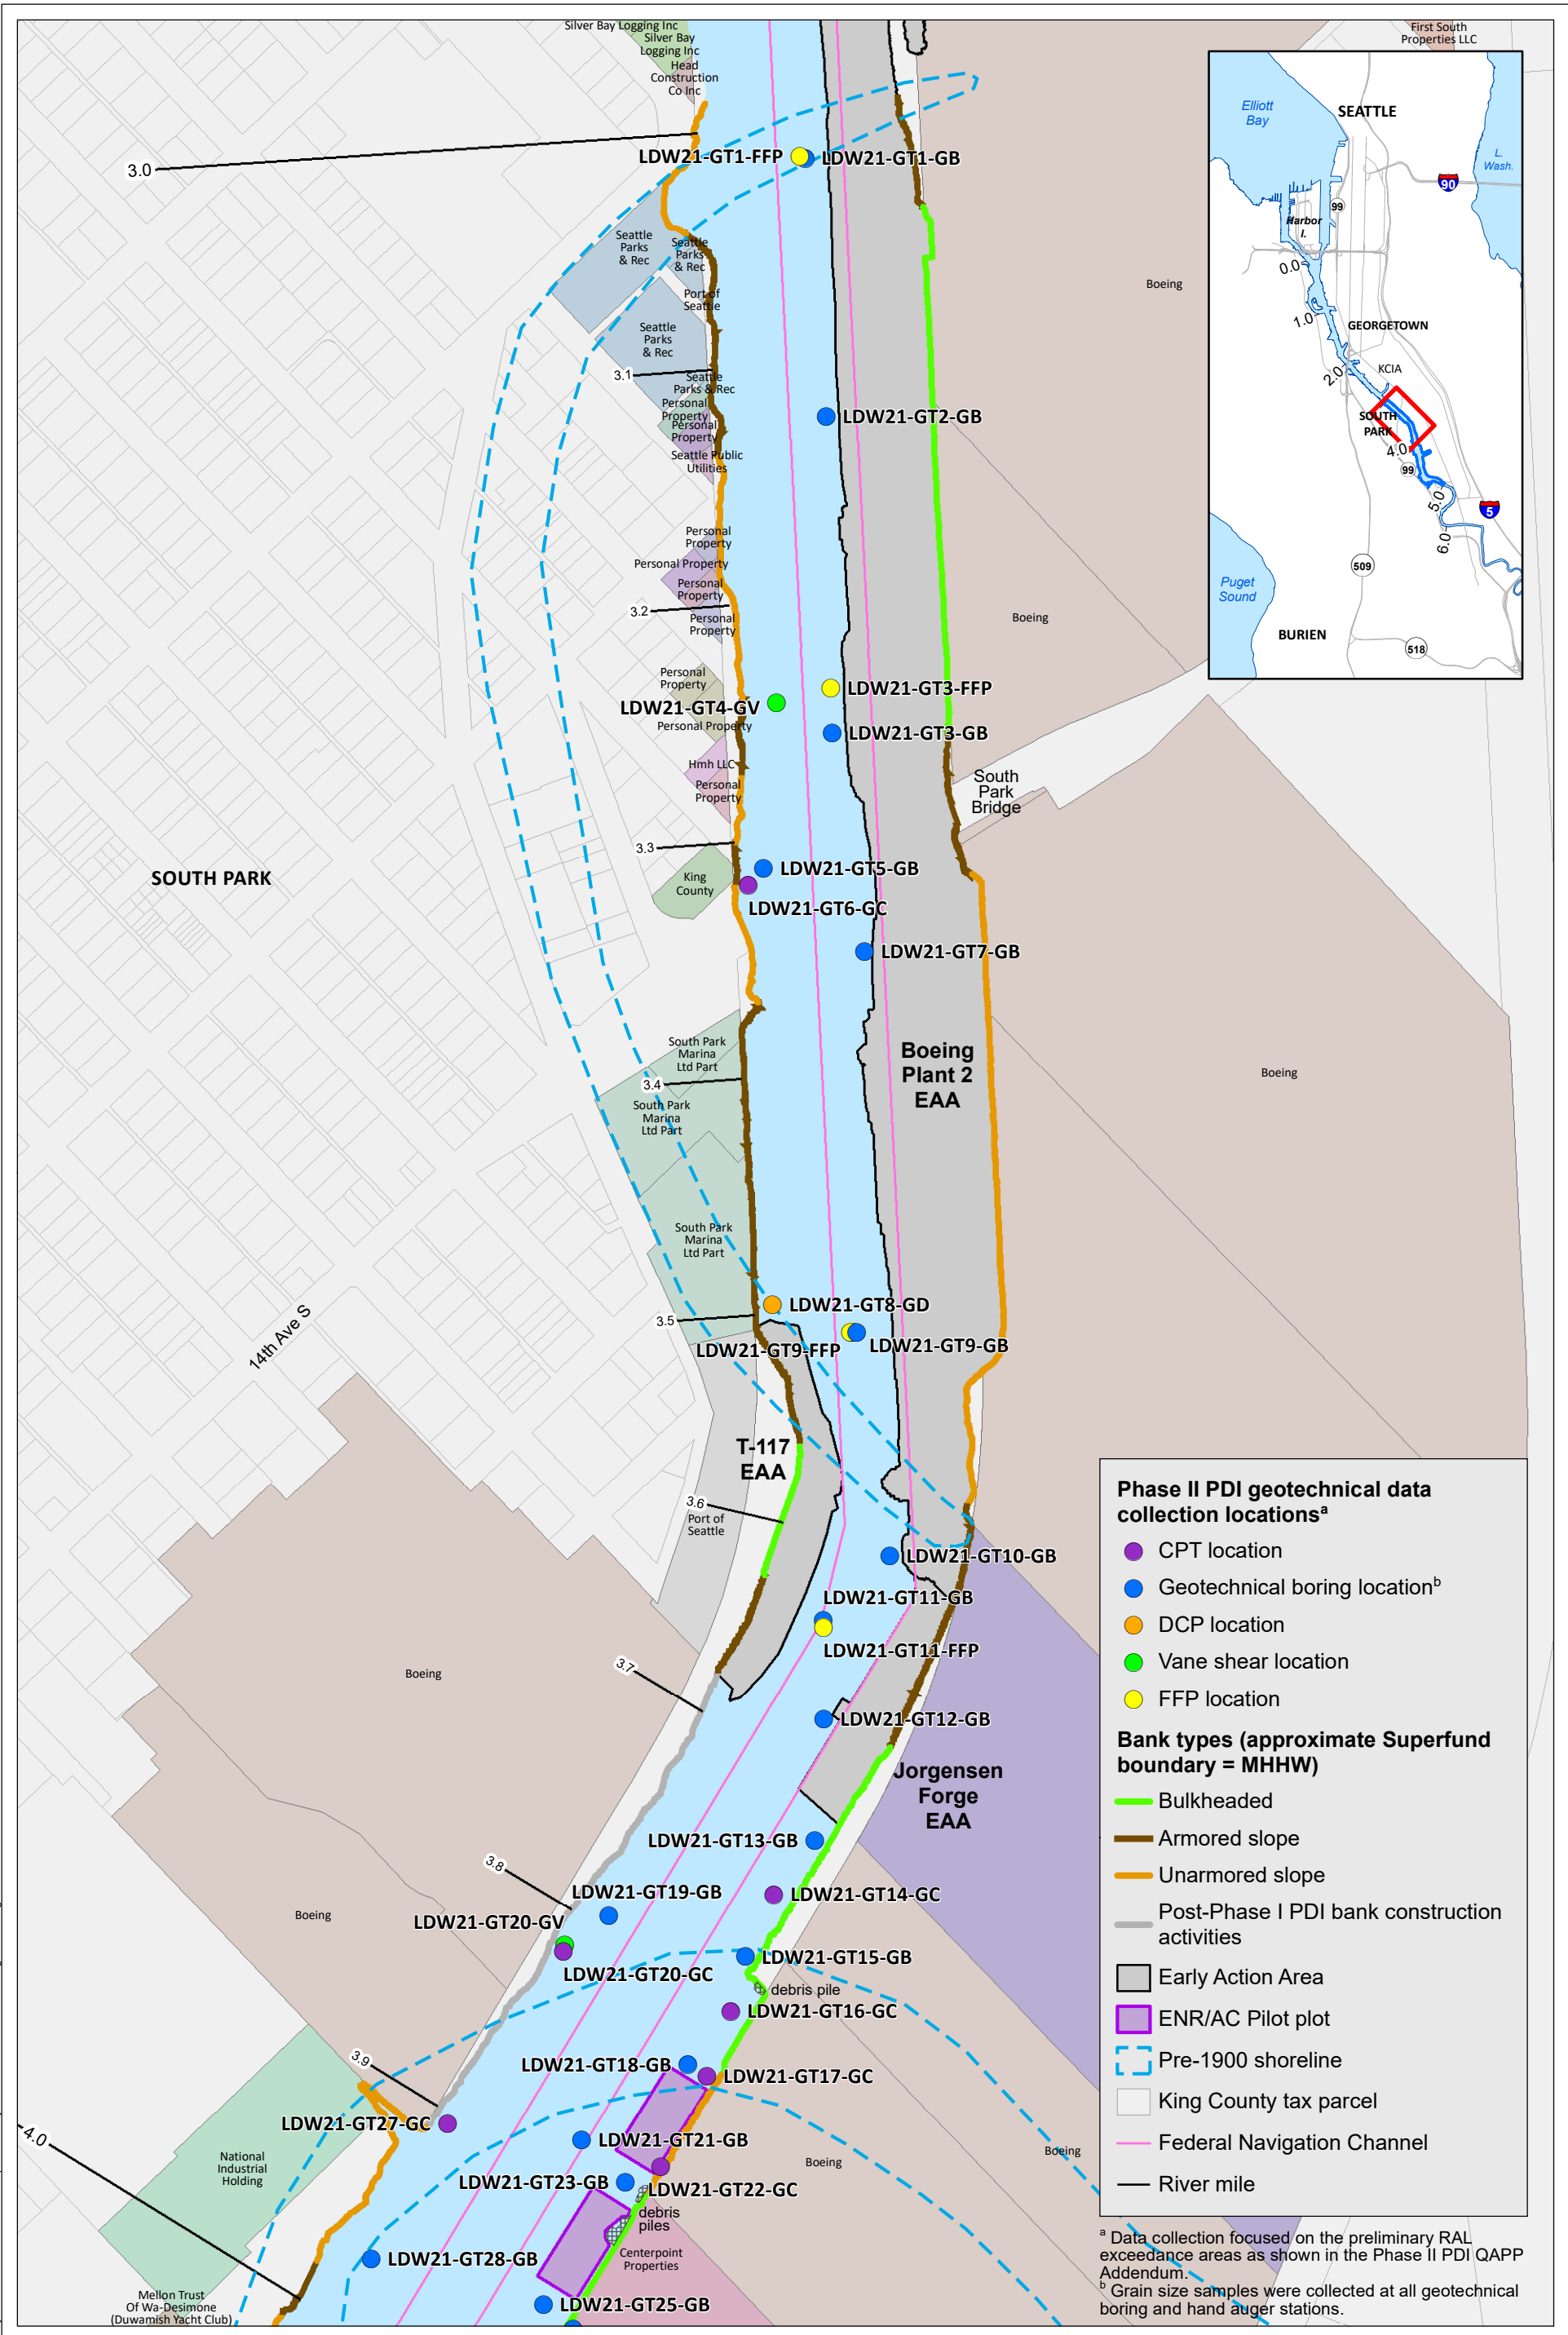 Silver Bay Logging Inc
Silver Bay
Logging Inc
Head
Construction
Co Inc
First South
Properties LLC
3.0
LDW21-GT1-FFP
LDW21-GT1-GB
Seattle
Parks
& Rec
Seattle
Parks
& Rec
Port of
Seattle
Seattle
Parks
& Rec
3.1
Seattle
Parks & Rec
Personal
Property
Personal
Property
Seattle Public
Utilities
LDW21-GT2-GB
Boeing
Personal
Property
Personal Property
Personal
Property
3.2
Personal
Property
Boeing
Personal
Property
LDW21-GT3-FFP
LDW21-GT4-GV
Personal Property
LDW21-GT3-GB
Hmh LLC
Personal
Property
South
Park
Bridge
3.3
SOUTH PARK
King
County
LDW21-GT5-GB
LDW21-GT6-GC
LDW21-GT7-GB
South Park
Marina
Ltd Part
3.4
South Park
Marina
Ltd Part
Boeing
Plant 2
EAA
Boeing
South Park
Marina
Ltd Part
LDW21-GT8-GD
3.5
LDW21-GT9-FFP
LDW21-GT9-GB
14th Ave S
T-117
EAA
3.6
Port of
Seattle
LDW21-GT10-GB
LDW21-GT11-GB
LDW21-GT11-FFP
3.7
Boeing
LDW21-GT12-GB
Jorgensen
Forge
EAA
LDW21-GT13-GB
3.8
LDW21-GT19-GB
LDW21-GT14-GC
Boeing
LDW21-GT20-GV
LDW21-GT15-GB
LDW21-GT20-GC
debris pile
LDW21-GT16-GC
3.9
LDW21-GT18-GB
LDW21-GT17-GC
LDW21-GT27-GC
LDW21-GT21-GB
4.0
National
Industrial
Holding
Boeing
Boeing
LDW21-GT23-GB
LDW21-GT22-GC
debris
piles
Centerpoint
Properties
LDW21-GT28-GB
Mellon Trust
Of Wa-Desimone
(Duwamish Yacht Club)
LDW21-GT25-GB
Elliott
Bay
SEATTLE
L.
Wash.
90
99
Harbor
I.
0.0
1.0
GEORGETOWN
2.0
KCIA
SOUTH
PARK
4.0
99
5.0
5
6.0
509
Puget
Sound
BURIEN
518
Phase II PDI geotechnical data
collection locationsa
CPT location
Geotechnical boring locationb
DCP location
Vane shear location
FFP location
Bank types (approximate Superfund
boundary = MHHW)
Bulkheaded
Armored slope
Unarmored slope
Post-Phase I PDI bank construction
activities
Early Action Area
ENR/AC Pilot plot
Pre-1900 shoreline
King County tax parcel
Federal Navigation Channel
River mile
a Data collection focused on the preliminary RAL
exceedance areas as shown in the Phase II PDI QAPP
Addendum.
b Grain size samples were collected at all geotechnical
boring and hand auger stations.